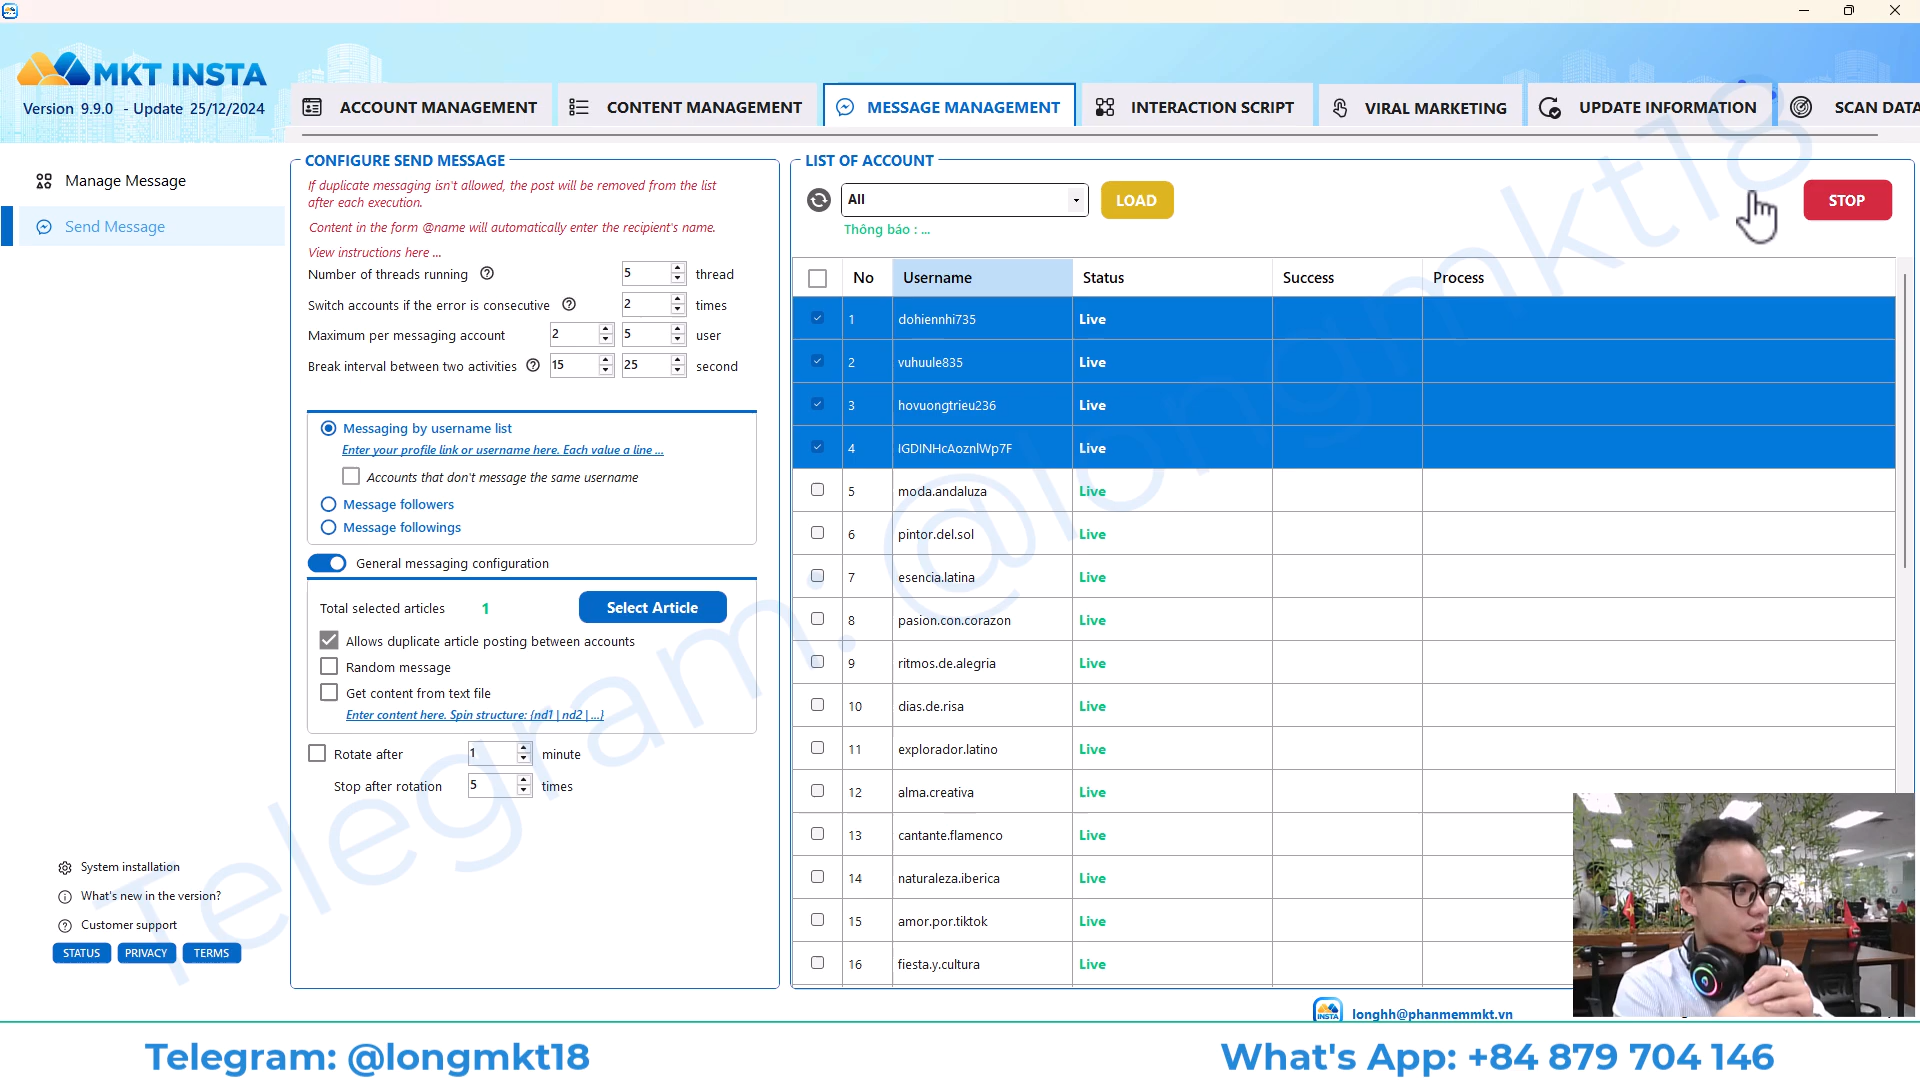 MKT INSTA
Version 9.9.0 - Update 25/12/2024
ACCOUNT MANAGEMENT
CONTENT MANAGEMENT
MESSAGE MANAGEMENT
INTERACTION SCRIPT
VIRAL MARKETING
UPDATE INFORMATION
SCAN DATA
Manage Message
Send Message
CONFIGURE SEND MESSAGE
If duplicate messaging isn't allowed, the post will be removed from the list
after each execution.
Content in the form @name will automatically enter the recipient's name.
View instructions here ...
Number of threads running 5 thread
Switch accounts if the error is consecutive 2 times
Maximum per messaging account 2 5 user
Break interval between two activities 15 25 second
Messaging by username list
Enter your profile link or username here. Each value a line ...
Accounts that don't message the same username
Message followers
Message followings
General messaging configuration
Total selected articles 1 Select Article
Allows duplicate article posting between accounts
Random message
Get content from text file
Enter content here. Spin structure: {nd1 | nd2 | ...}
Rotate after 1 minute
Stop after rotation 5 times
System installation
What's new in the version?
Customer support
STATUS PRIVACY TERMS
LIST OF ACCOUNT
All LOAD STOP
Thông báo : ...
No Username Status Success Process
1 dohiennhi735 Live
2 vuhuule835 Live
3 hovuongtrieu236 Live
4 IGDINHcAoznlWp7F Live
5 moda.andaluza Live
6 pintor.del.sol Live
7 esencia.latina Live
8 pasion.con.corazon Live
9 ritmos.de.alegria Live
10 dias.de.risa Live
11 explorador.latino Live
12 alma.creativa Live
13 cantante.flamenco Live
14 naturaleza.iberica Live
15 amor.por.tiktok Live
16 fiesta.y.cultura Live
INSTA longhh@phanmemmkt.vn
Telegram: @longmkt18
Telegram: @longmkt18
What's App: +84 879 704 146